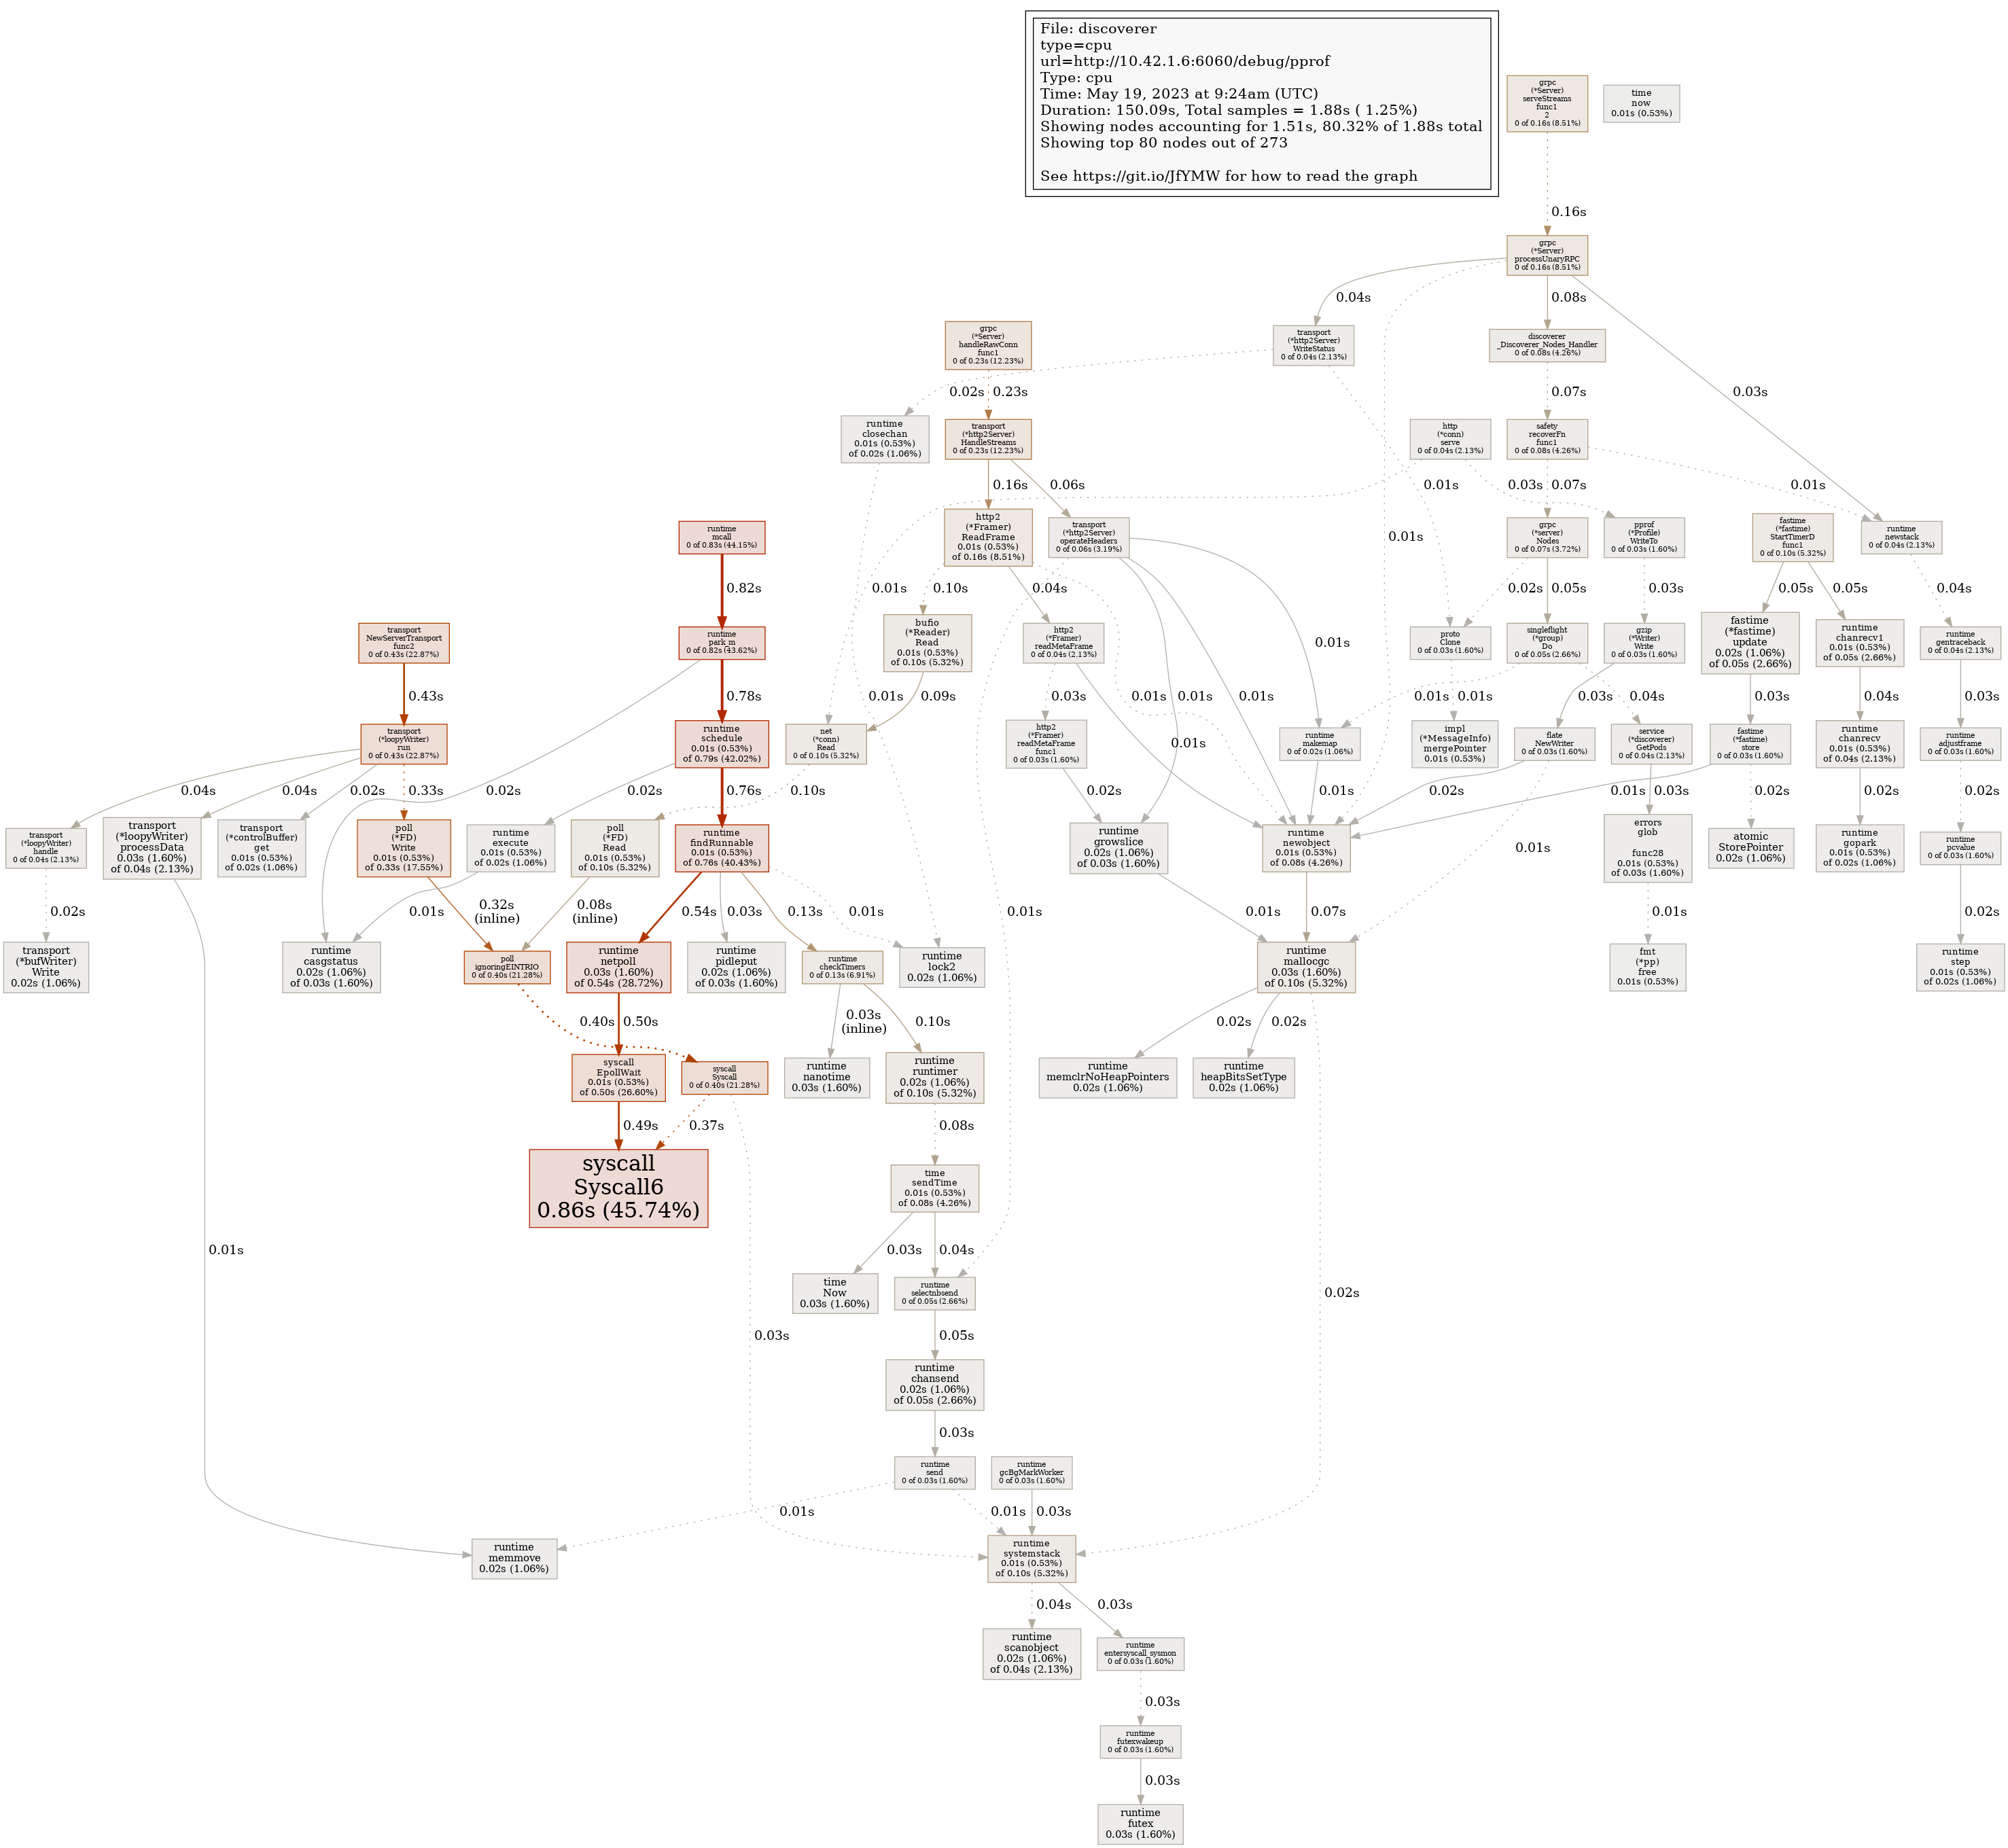 File: discoverer
type=cpu
url=http://10.42.1.6:6060/debug/pprof
Type: cpu
Time: May 19, 2023 at 9:24am (UTC)
Duration: 150.09s, Total samples = 1.88s ( 1.25%)
Showing nodes accounting for 1.51s, 80.32% of 1.88s total
Showing top 80 nodes out of 273
See https://git.io/JfYMW for how to read the graph
grpc
(*Server)
serveStreams
func1
2
0 of 0.16s (8.51%)
time
now
0.01s (0.53%)
0.16s
grpc
(*Server)
processUnaryRPC
0 of 0.16s (8.51%)
0.04s
0.08s
grpc
(*Server)
handleRawConn
func1
0 of 0.23s (12.23%)
transport
(*http2Server)
WriteStatus
0 of 0.04s (2.13%)
discoverer
_Discoverer_Nodes_Handler
0 of 0.08s (4.26%)
0.02s
0.23s
0.07s
0.03s
runtime
closechan
0.01s (0.53%)
of 0.02s (1.06%)
transport
(*http2Server)
HandleStreams
0 of 0.23s (12.23%)
http
(*conn)
serve
0 of 0.04s (2.13%)
safety
recoverFn
func1
0 of 0.08s (4.26%)
0.16s
0.06s
0.01s
0.03s
0.07s
0.01s
runtime
mcall
0 of 0.83s (44.15%)
http2
(*Framer)
ReadFrame
0.01s (0.53%)
of 0.16s (8.51%)
transport
(*http2Server)
operateHeaders
0 of 0.06s (3.19%)
0.01s
grpc
(*server)
Nodes
0 of 0.07s (3.72%)
pprof
(*Profile)
WriteTo
0 of 0.03s (1.60%)
fastime
(*fastime)
StartTimerD
func1
0 of 0.10s (5.32%)
runtime
newstack
0 of 0.04s (2.13%)
0.82s
0.01s
0.10s
0.04s
0.02s
0.05s
0.03s
0.05s
0.05s
0.04s
transport
NewServerTransport
func2
0 of 0.43s (22.87%)
runtime
park_m
0 of 0.82s (43.62%)
bufio
(*Reader)
Read
0.01s (0.53%)
of 0.10s (5.32%)
http2
(*Framer)
readMetaFrame
0 of 0.04s (2.13%)
0.01s
proto
Clone
0 of 0.03s (1.60%)
singleflight
(*group)
Do
0 of 0.05s (2.66%)
gzip
(*Writer)
Write
0 of 0.03s (1.60%)
fastime
(*fastime)
update
0.02s (1.06%)
of 0.05s (2.66%)
runtime
chanrecv1
0.01s (0.53%)
of 0.05s (2.66%)
runtime
gentraceback
0 of 0.04s (2.13%)
0.43s
0.78s
0.01s
0.09s
0.03s
0.01s
0.01s
0.01s
0.01s
0.01s
0.04s
0.03s
0.03s
0.04s
0.03s
transport
(*loopyWriter)
run
0 of 0.43s (22.87%)
runtime
schedule
0.01s (0.53%)
of 0.79s (42.02%)
net
(*conn)
Read
0 of 0.10s (5.32%)
http2
(*Framer)
readMetaFrame
func1
0 of 0.03s (1.60%)
0.01s
runtime
makemap
0 of 0.02s (1.06%)
impl
(*MessageInfo)
mergePointer
0.01s (0.53%)
flate
NewWriter
0 of 0.03s (1.60%)
service
(*discoverer)
GetPods
0 of 0.04s (2.13%)
fastime
(*fastime)
store
0 of 0.03s (1.60%)
runtime
chanrecv
0.01s (0.53%)
of 0.04s (2.13%)
runtime
adjustframe
0 of 0.03s (1.60%)
0.04s
0.04s
0.02s
0.33s
0.02s
0.02s
0.76s
0.10s
0.02s
0.01s
0.02s
0.03s
0.01s
0.02s
0.02s
0.02s
transport
(*loopyWriter)
handle
0 of 0.04s (2.13%)
transport
(*loopyWriter)
processData
0.03s (1.60%)
of 0.04s (2.13%)
transport
(*controlBuffer)
get
0.01s (0.53%)
of 0.02s (1.06%)
poll
(*FD)
Write
0.01s (0.53%)
of 0.33s (17.55%)
runtime
execute
0.01s (0.53%)
of 0.02s (1.06%)
poll
(*FD)
Read
0.01s (0.53%)
of 0.10s (5.32%)
runtime
findRunnable
0.01s (0.53%)
of 0.76s (40.43%)
runtime
growslice
0.02s (1.06%)
of 0.03s (1.60%)
runtime
newobject
0.01s (0.53%)
of 0.08s (4.26%)
0.01s
errors
glob
func28
0.01s (0.53%)
of 0.03s (1.60%)
atomic
StorePointer
0.02s (1.06%)
runtime
gopark
0.01s (0.53%)
of 0.02s (1.06%)
runtime
pcvalue
0 of 0.03s (1.60%)
0.02s
0.32s
(inline)
0.01s
0.08s
(inline)
0.54s
0.03s
0.13s
0.01s
0.01s
0.01s
0.07s
0.01s
0.02s
transport
(*bufWriter)
Write
0.02s (1.06%)
runtime
casgstatus
0.02s (1.06%)
of 0.03s (1.60%)
poll
ignoringEINTRIO
0 of 0.40s (21.28%)
runtime
netpoll
0.03s (1.60%)
of 0.54s (28.72%)
runtime
pidleput
0.02s (1.06%)
of 0.03s (1.60%)
runtime
checkTimers
0 of 0.13s (6.91%)
runtime
lock2
0.02s (1.06%)
runtime
mallocgc
0.03s (1.60%)
of 0.10s (5.32%)
fmt
(*pp)
free
0.01s (0.53%)
runtime
step
0.01s (0.53%)
of 0.02s (1.06%)
0.40s
0.50s
0.03s
(inline)
0.10s
0.02s
0.02s
syscall
EpollWait
0.01s (0.53%)
of 0.50s (26.60%)
syscall
Syscall
0 of 0.40s (21.28%)
runtime
nanotime
0.03s (1.60%)
runtime
runtimer
0.02s (1.06%)
of 0.10s (5.32%)
runtime
memclrNoHeapPointers
0.02s (1.06%)
runtime
heapBitsSetType
0.02s (1.06%)
0.49s
0.37s
0.08s
syscall
Syscall6
0.86s (45.74%)
time
sendTime
0.01s (0.53%)
of 0.08s (4.26%)
0.01s
0.03s
0.04s
time
Now
0.03s (1.60%)
runtime
selectnbsend
0 of 0.05s (2.66%)
0.02s
0.03s
0.05s
runtime
chansend
0.02s (1.06%)
of 0.05s (2.66%)
0.03s
runtime
send
0 of 0.03s (1.60%)
runtime
gcBgMarkWorker
0 of 0.03s (1.60%)
0.01s
0.01s
0.03s
runtime
memmove
0.02s (1.06%)
runtime
systemstack
0.01s (0.53%)
of 0.10s (5.32%)
0.04s
0.03s
runtime
scanobject
0.02s (1.06%)
of 0.04s (2.13%)
runtime
entersyscall_sysmon
0 of 0.03s (1.60%)
0.03s
runtime
futexwakeup
0 of 0.03s (1.60%)
0.03s
runtime
futex
0.03s (1.60%)